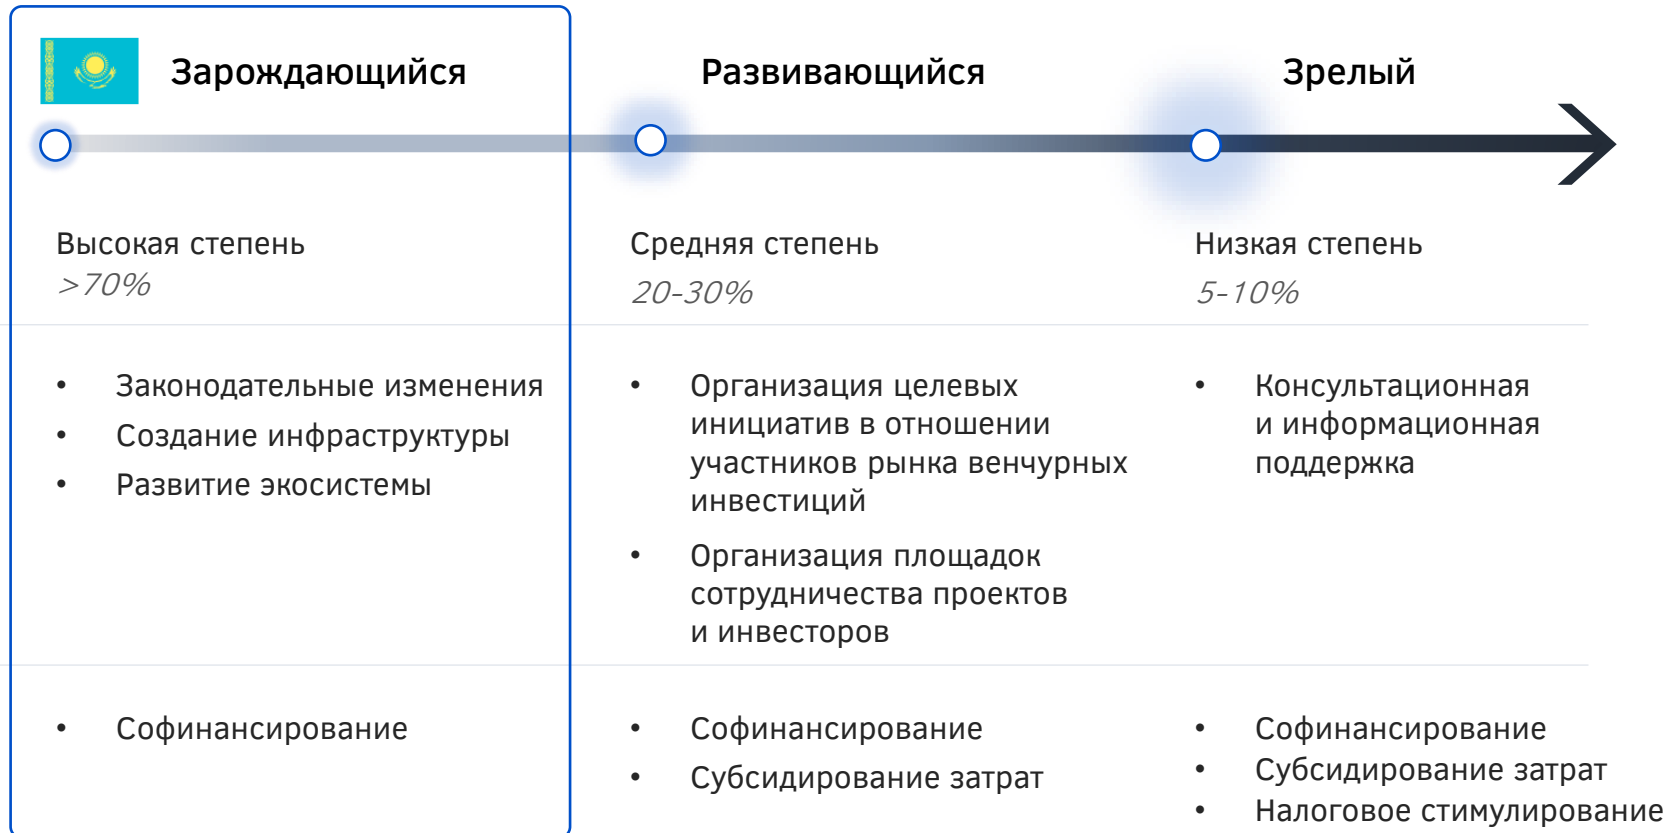 Зарождающийся
Развивающийся
Зрелый
Высокая степень
>70%
Средняя степень
20-30%
Низкая степень
5-10%
• Законодательные изменения
• Создание инфраструктуры
• Развитие экосистемы
• Организация целевых
инициатив в отношении
участников рынка венчурных
инвестиций
• Организация площадок
сотрудничества проектов
и инвесторов
• Консультационная
и информационная
поддержка
• Софинансирование
• Софинансирование
• Субсидирование затрат
• Софинансирование
• Субсидирование затрат
• Налоговое стимулирование